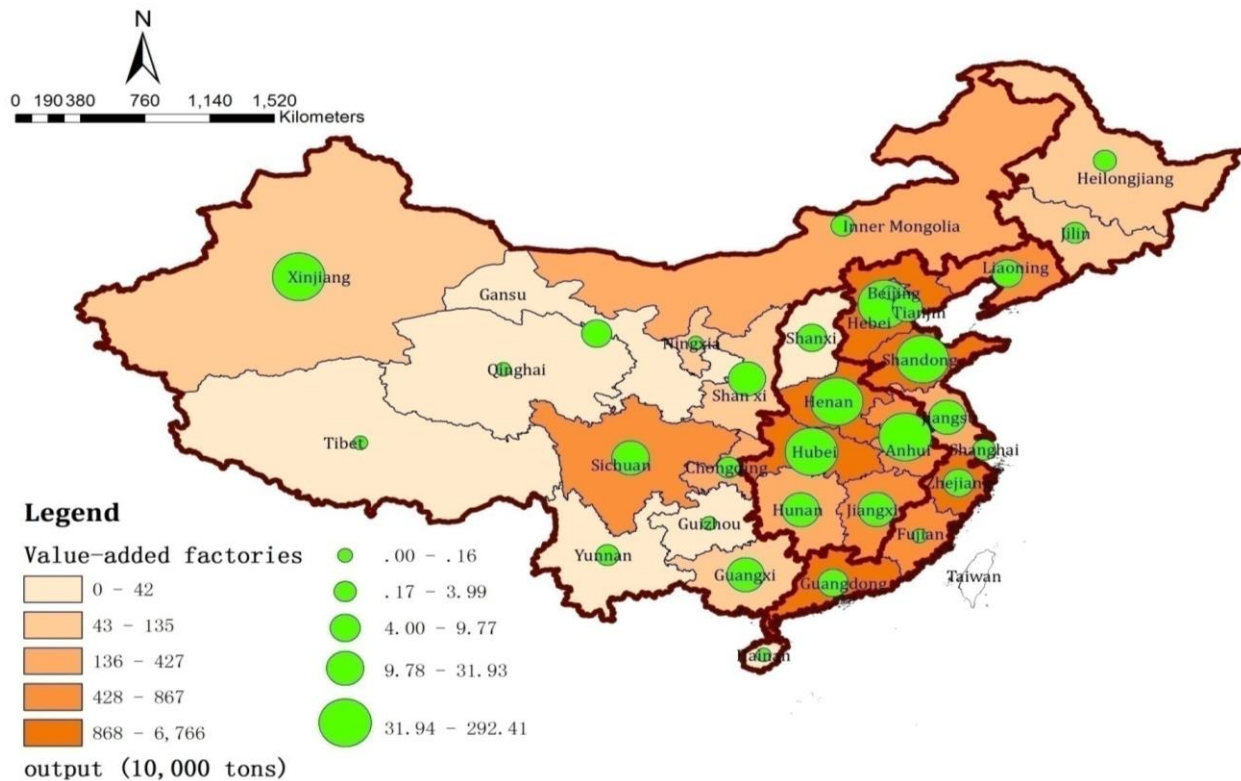 N
0 190 380 760 1,140 1,520
Kilometers
Heilongjiang
Inner Mongolia
Jilin
Xinjiang
Liaoning
Gansu
Beijing
Tianjin
Hebei
Ningxia
Shanxi
Shandong
Qinghai
Shan xi
Henan
Jiangsu
Tibet
Sichuan
Hubei
Anhui
Shanghai
Chongqing
Zhejiang
Hunan
Jiangxi
Guizhou
Fujian
Yunnan
Guangxi
Guangdong
Taiwan
Hainan
Legend
Value-added factories
0 - 42
43 - 135
136 - 427
428 - 867
868 - 6,766
.00 - .16
.17 - 3.99
4.00 - 9.77
9.78 - 31.93
31.94 - 292.41
output (10,000 tons)